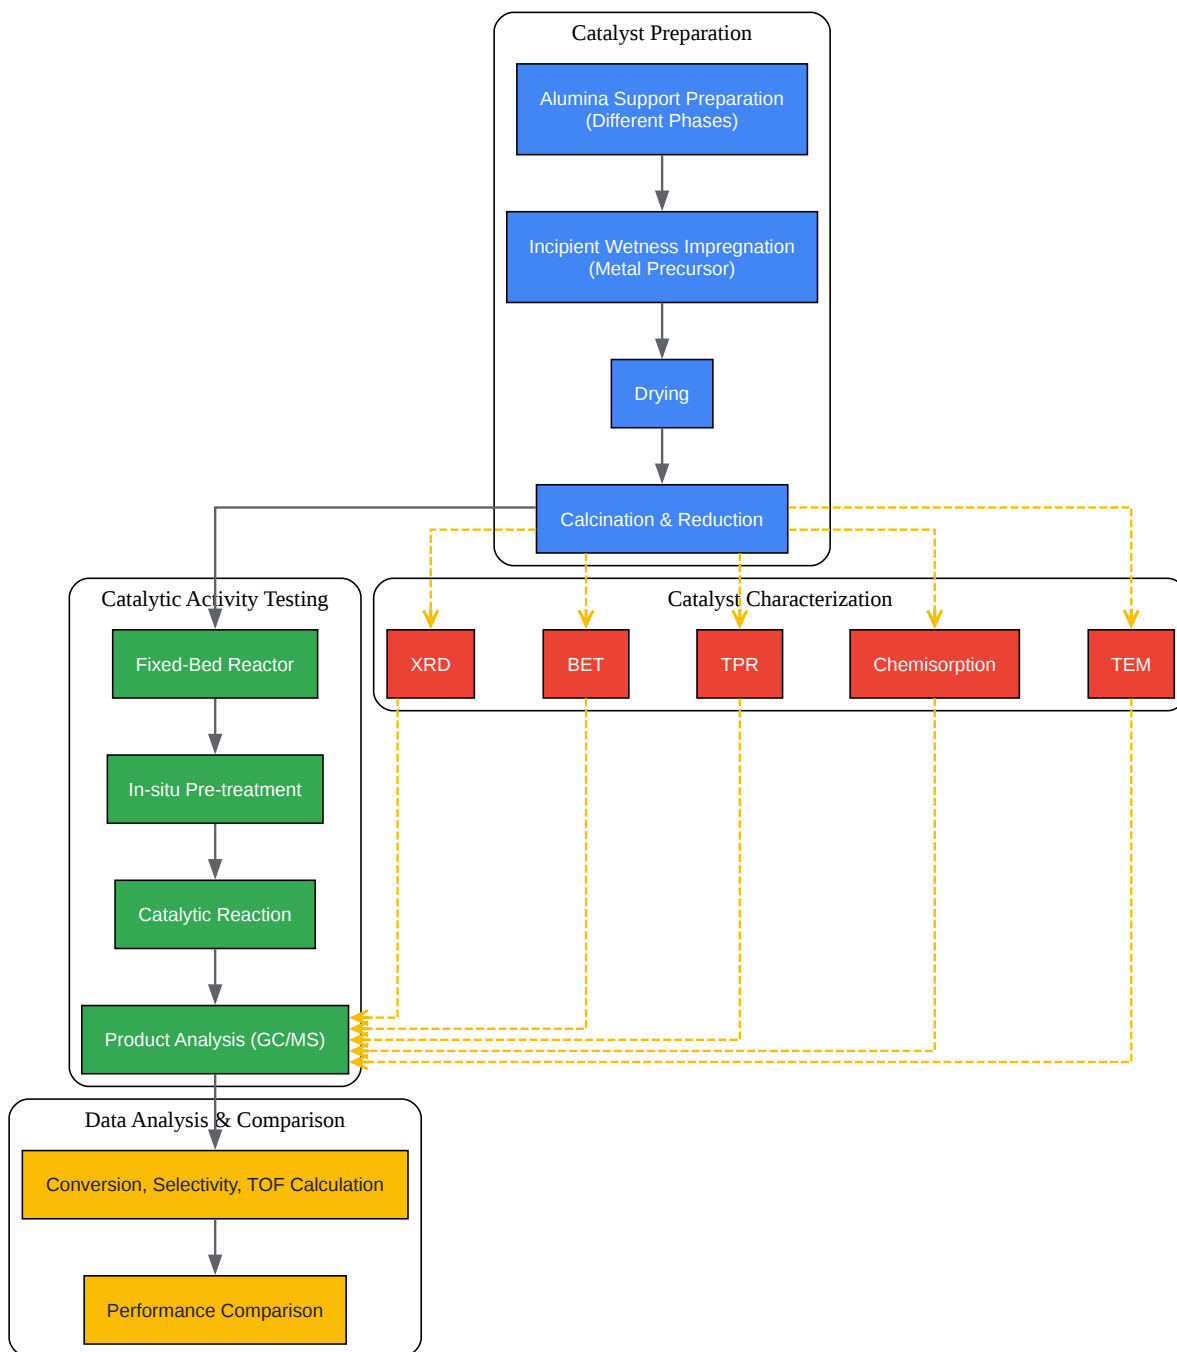 Catalyst Preparation
Alumina Support Preparation
(Different Phases)
Incipient Wetness Impregnation
(Metal Precursor)
Drying
Calcination & Reduction
Catalytic Activity Testing
Catalyst Characterization
Fixed-Bed Reactor
XRD
BET
TPR
Chemisorption
TEM
In-situ Pre-treatment
Catalytic Reaction
Product Analysis (GC/MS)
Data Analysis & Comparison
Conversion, Selectivity, TOF Calculation
Performance Comparison